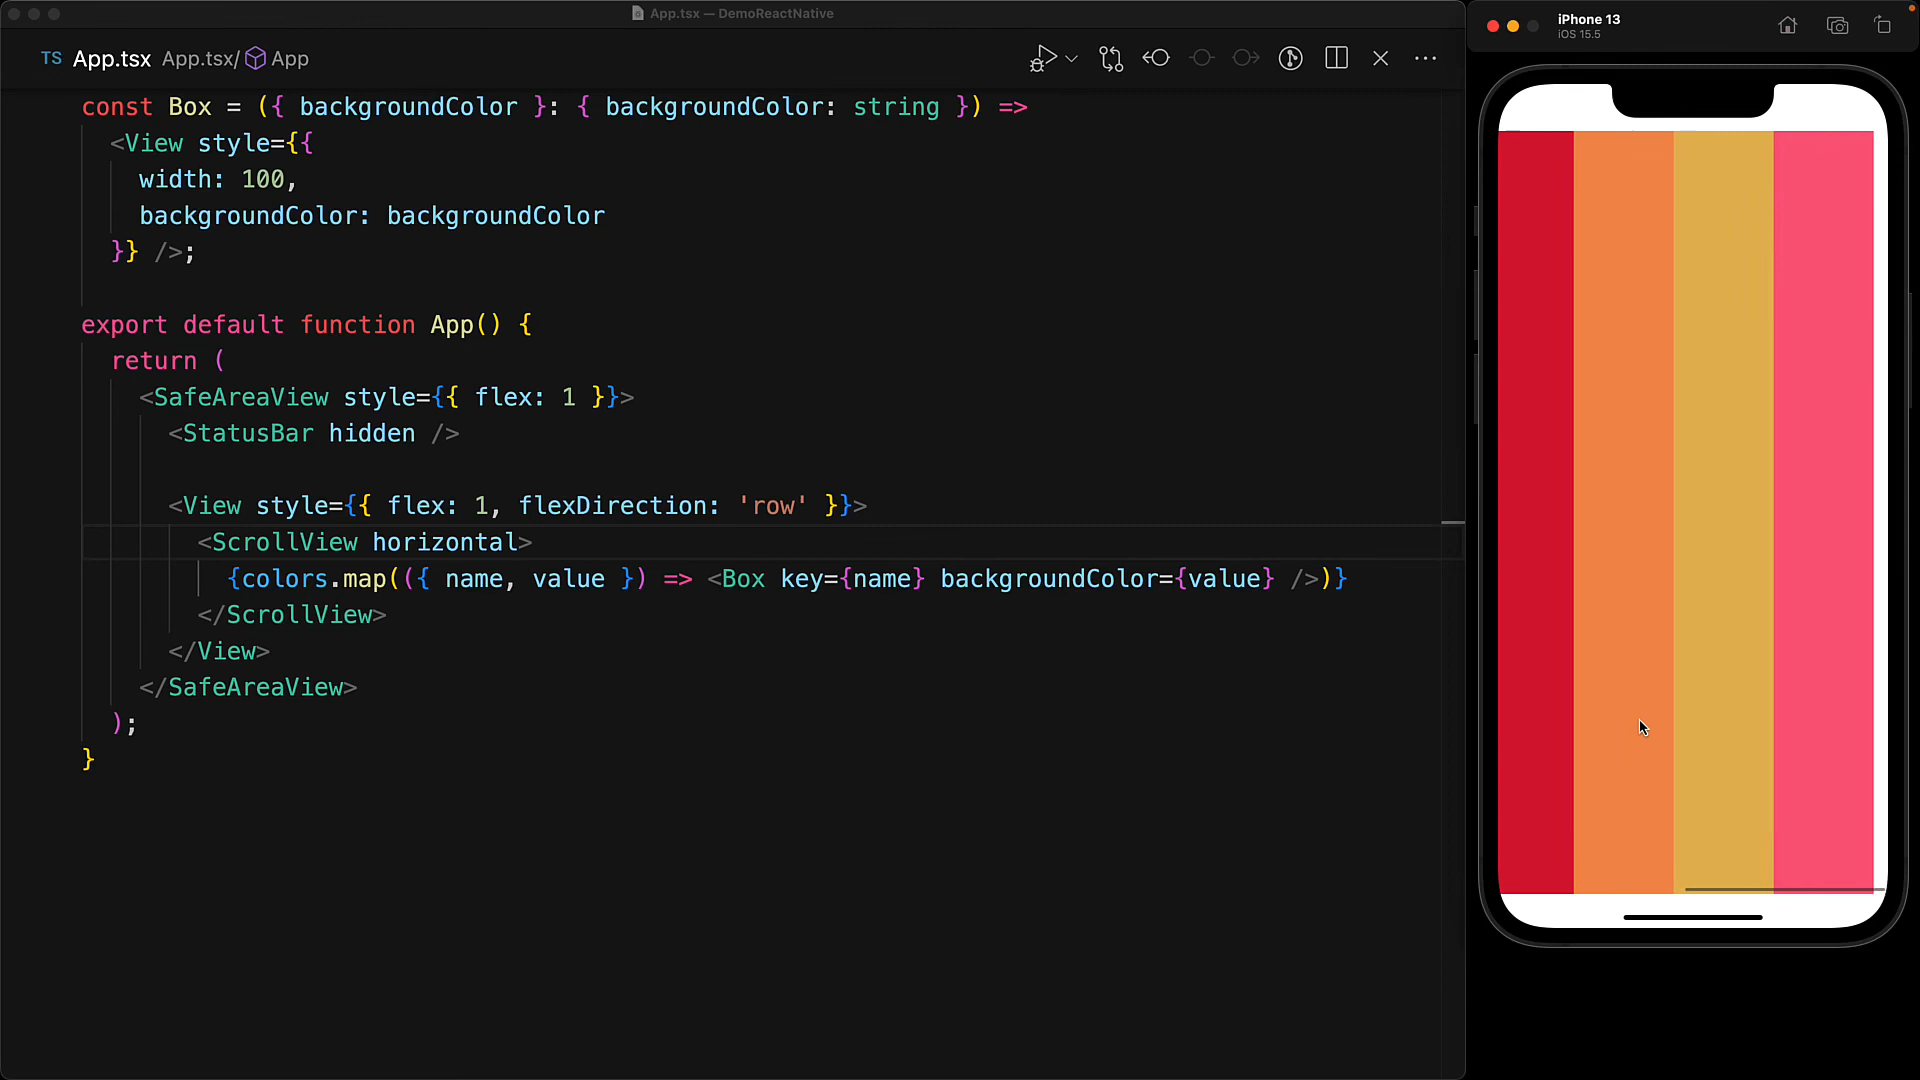 App.tsx — DemoReactNative
TS App.tsx App.tsx/ App
const Box = ({ backgroundColor }: { backgroundColor: string }) =>
<View style={{
width: 100,
backgroundColor: backgroundColor
}} />;
export default function App() {
return (
<SafeAreaView style={{ flex: 1 }}>
<StatusBar hidden />
<View style={{ flex: 1, flexDirection: 'row' }}>
<ScrollView horizontal>
{colors.map(({ name, value }) => <Box key={name} backgroundColor={value} />)}
</ScrollView>
</View>
</SafeAreaView>
);
}
iPhone 13
iOS 15.5